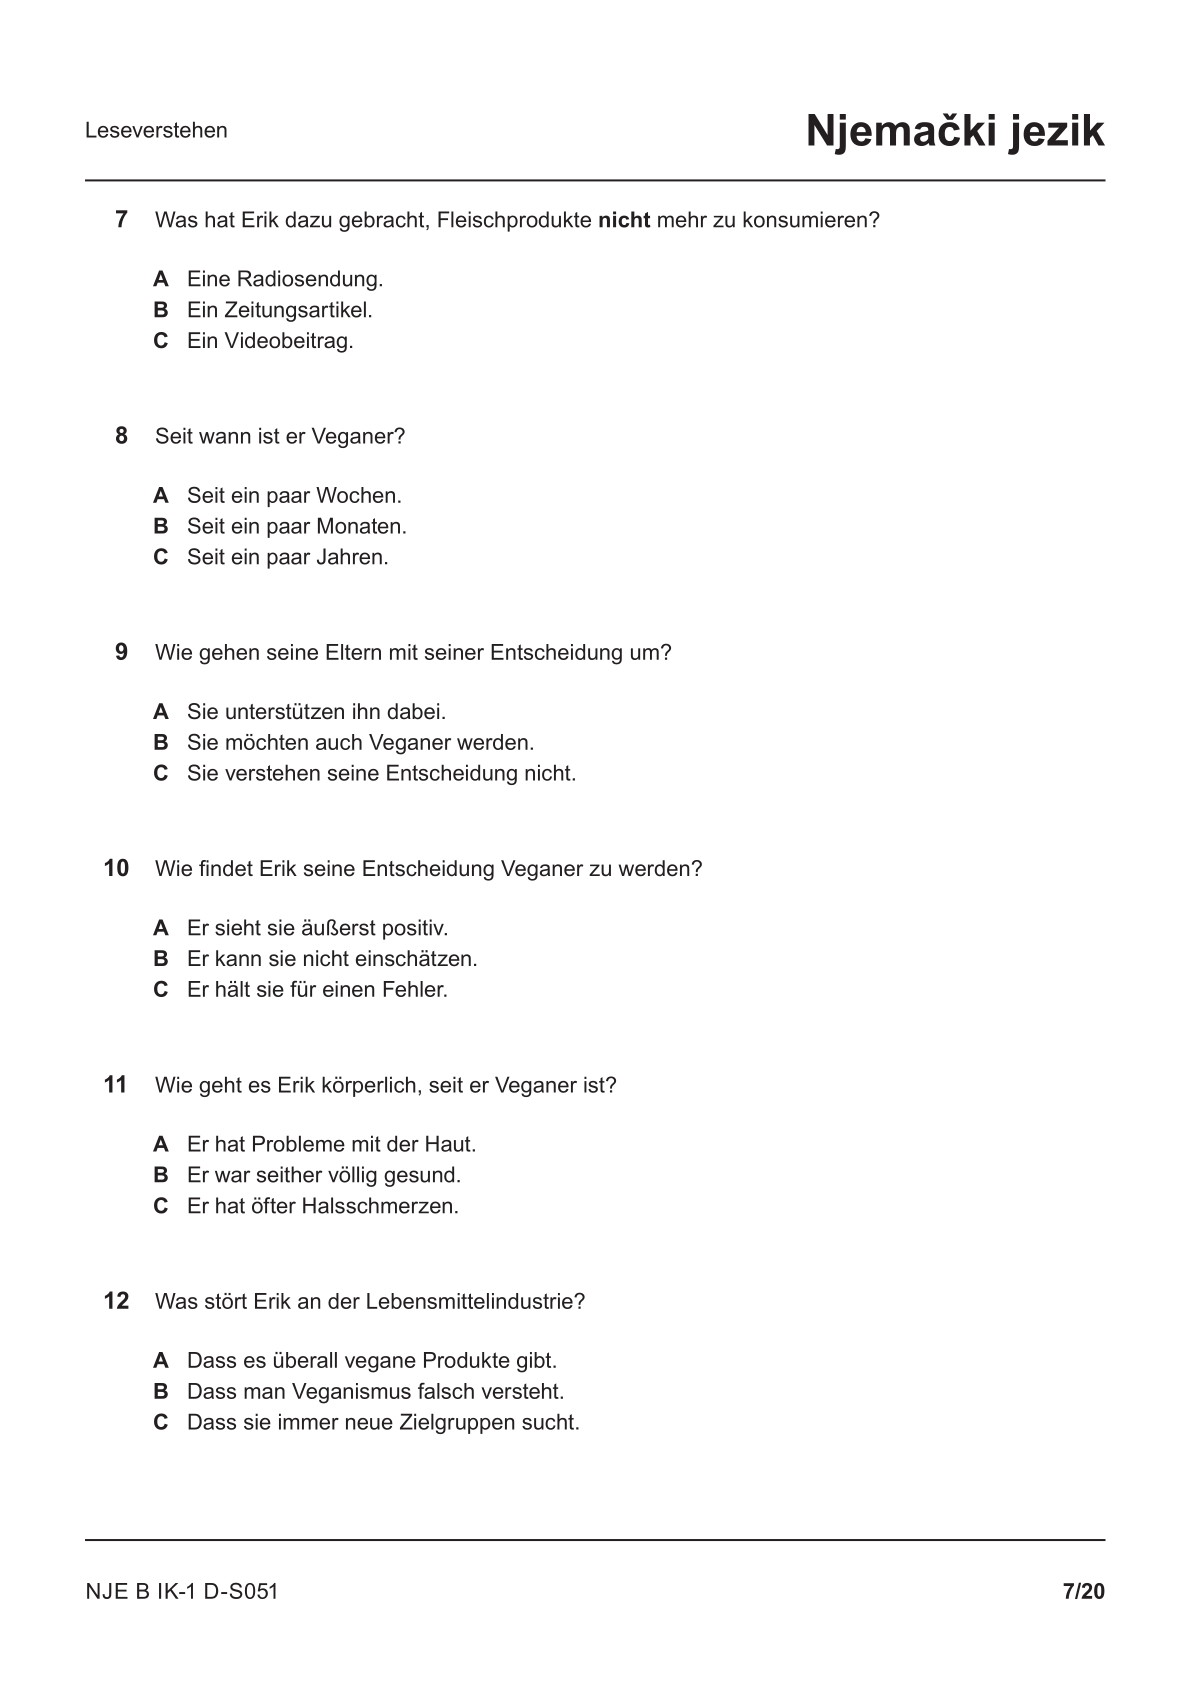 Leseverstehen
Njemački jezik
7 Was hat Erik dazu gebracht, Fleischprodukte nicht mehr zu konsumieren?
A Eine Radiosendung.
B Ein Zeitungsartikel.
C Ein Videobeitrag.
8 Seit wann ist er Veganer?
A Seit ein paar Wochen.
B Seit ein paar Monaten.
C Seit ein paar Jahren.
9 Wie gehen seine Eltern mit seiner Entscheidung um?
A Sie unterstützen ihn dabei.
B Sie möchten auch Veganer werden.
C Sie verstehen seine Entscheidung nicht.
10 Wie findet Erik seine Entscheidung Veganer zu werden?
A Er sieht sie äußerst positiv.
B Er kann sie nicht einschätzen.
C Er hält sie für einen Fehler.
11 Wie geht es Erik körperlich, seit er Veganer ist?
A Er hat Probleme mit der Haut.
B Er war seither völlig gesund.
C Er hat öfter Halsschmerzen.
12 Was stört Erik an der Lebensmittelindustrie?
A Dass es überall vegane Produkte gibt.
B Dass man Veganismus falsch versteht.
C Dass sie immer neue Zielgruppen sucht.
NJE B IK-1 D-S051
7/20